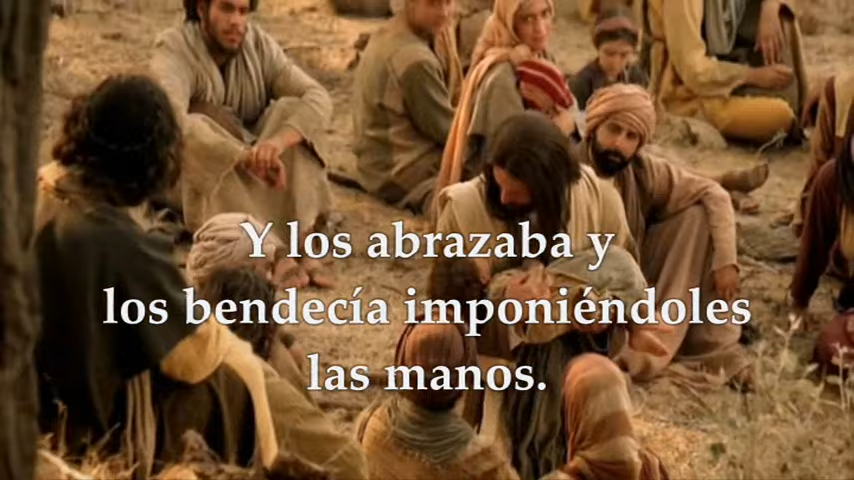 Y los abrazaba y
los bendecía imponiéndoles
las manos.